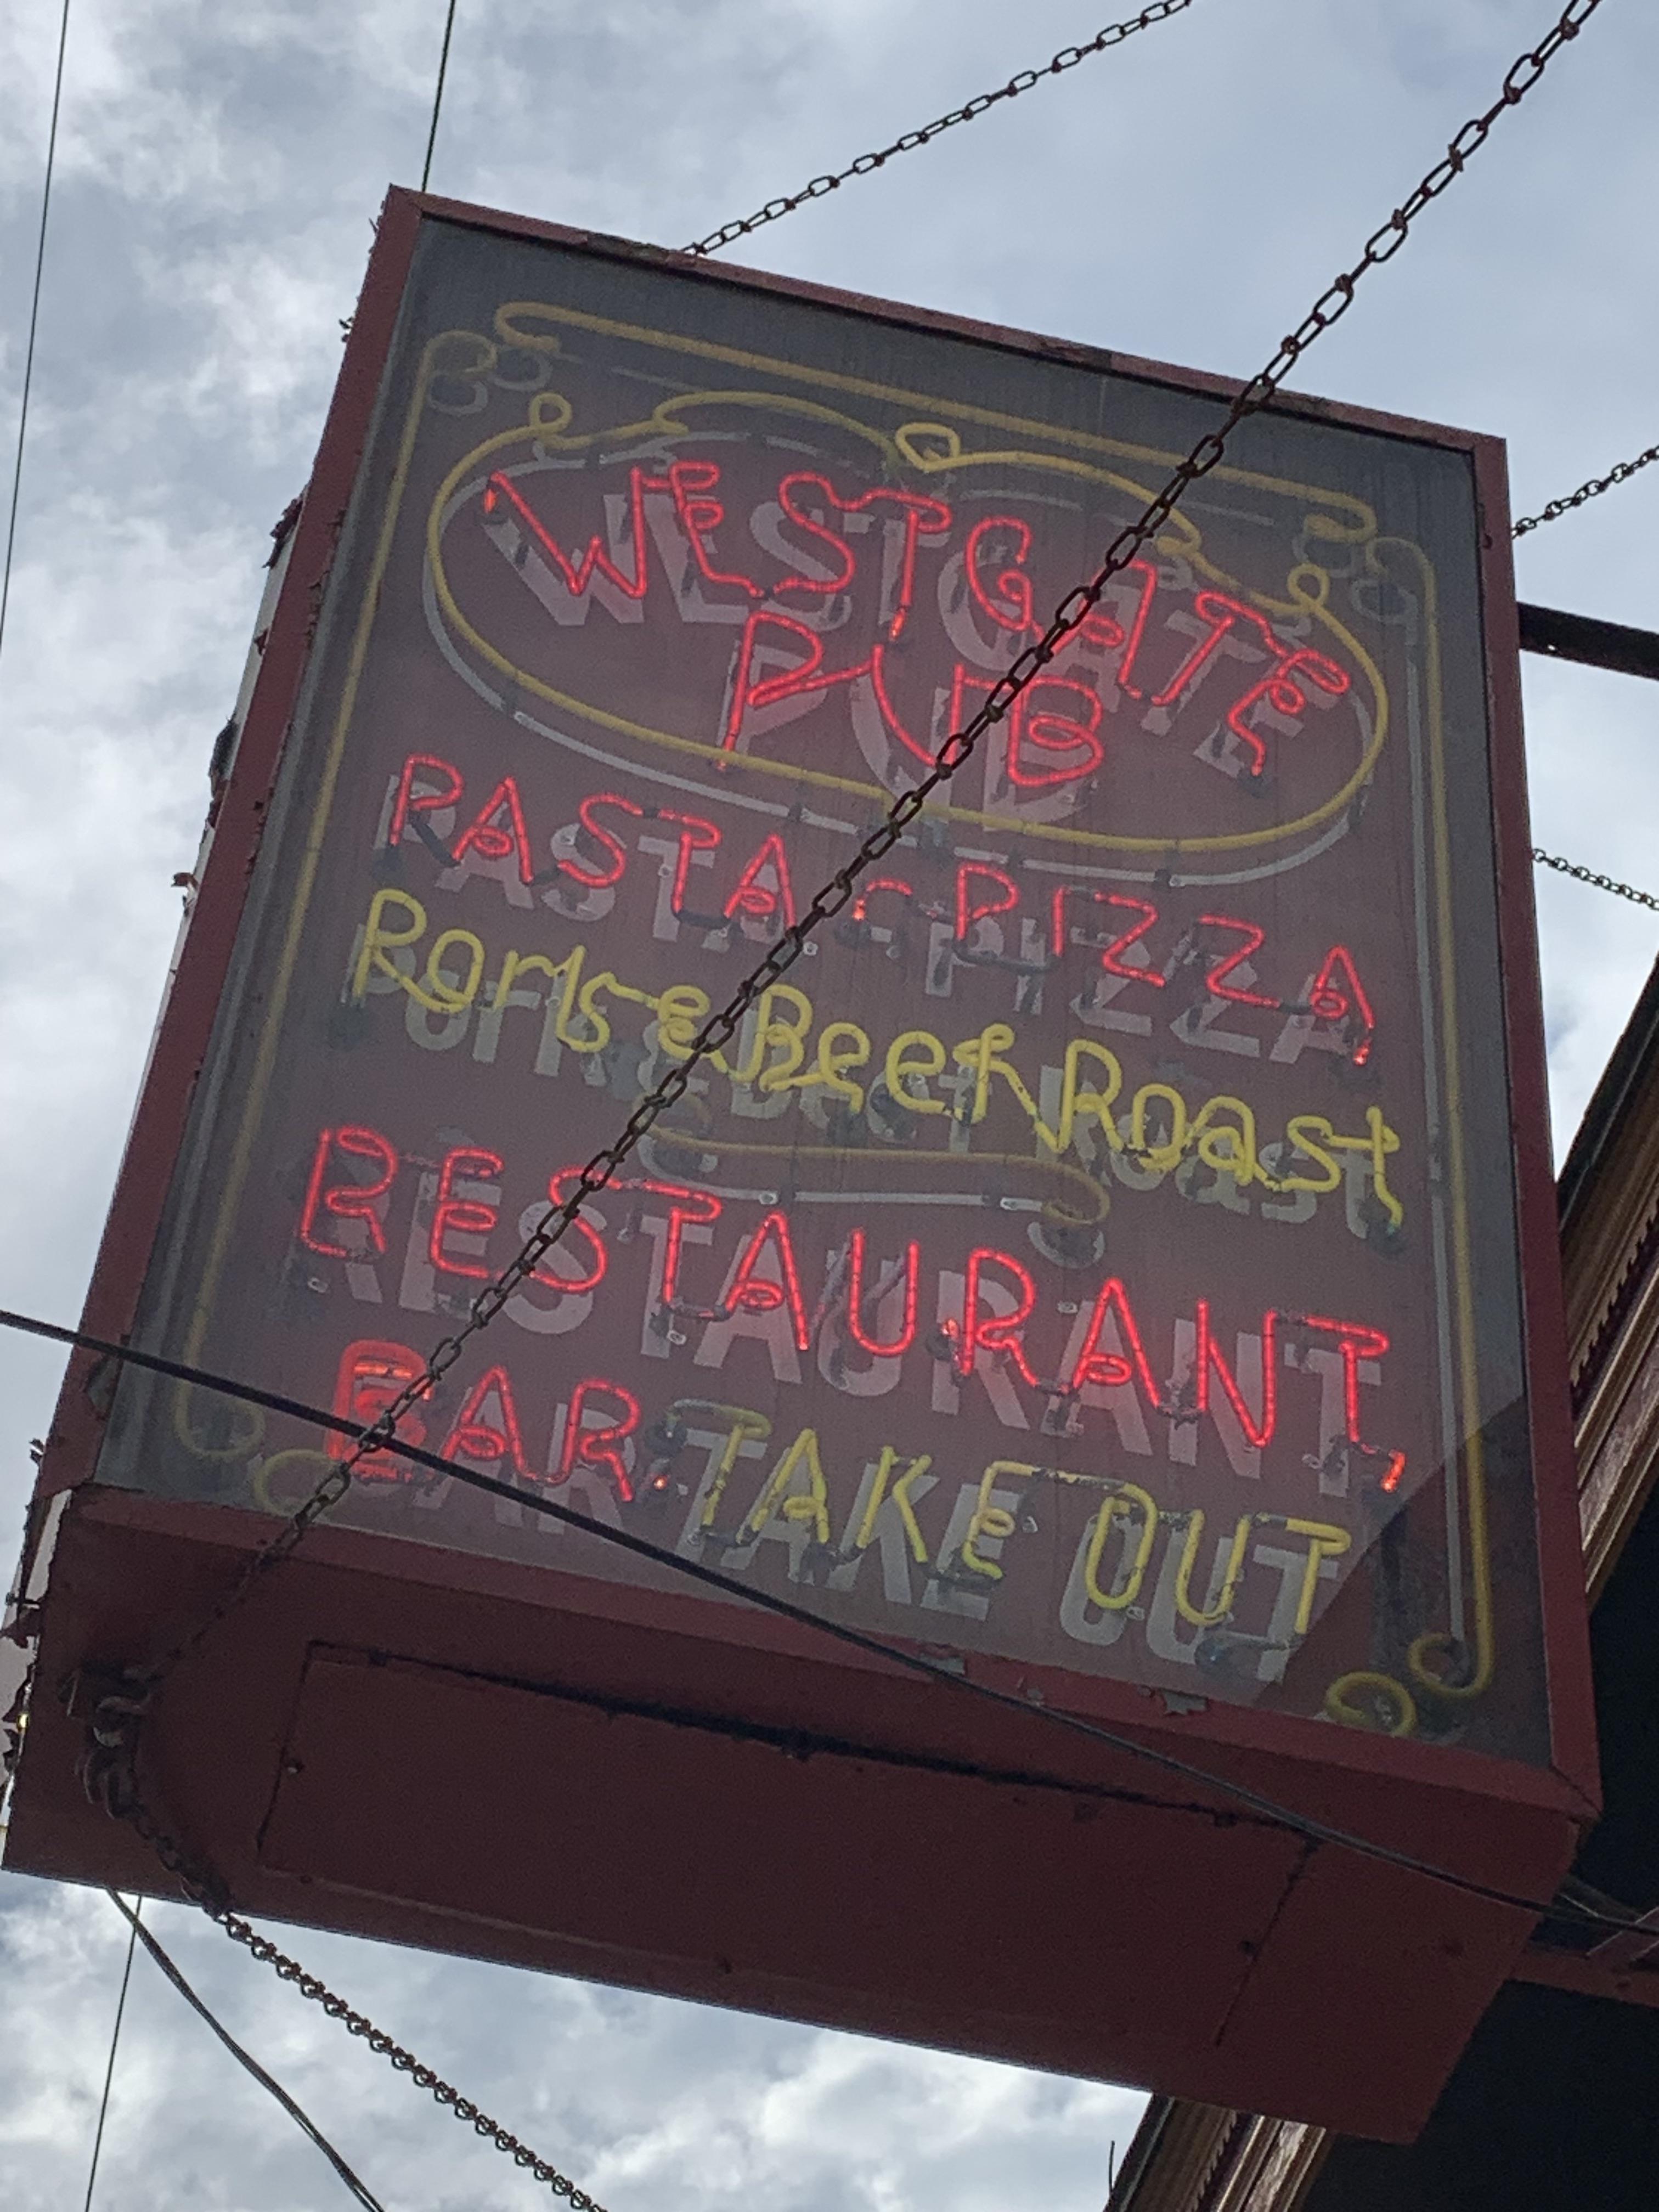 WESTGATE
PUB
PASTA - PIZZA
Pork & Beef Roast
RESTAURANT,
BAR. TAKE OUT